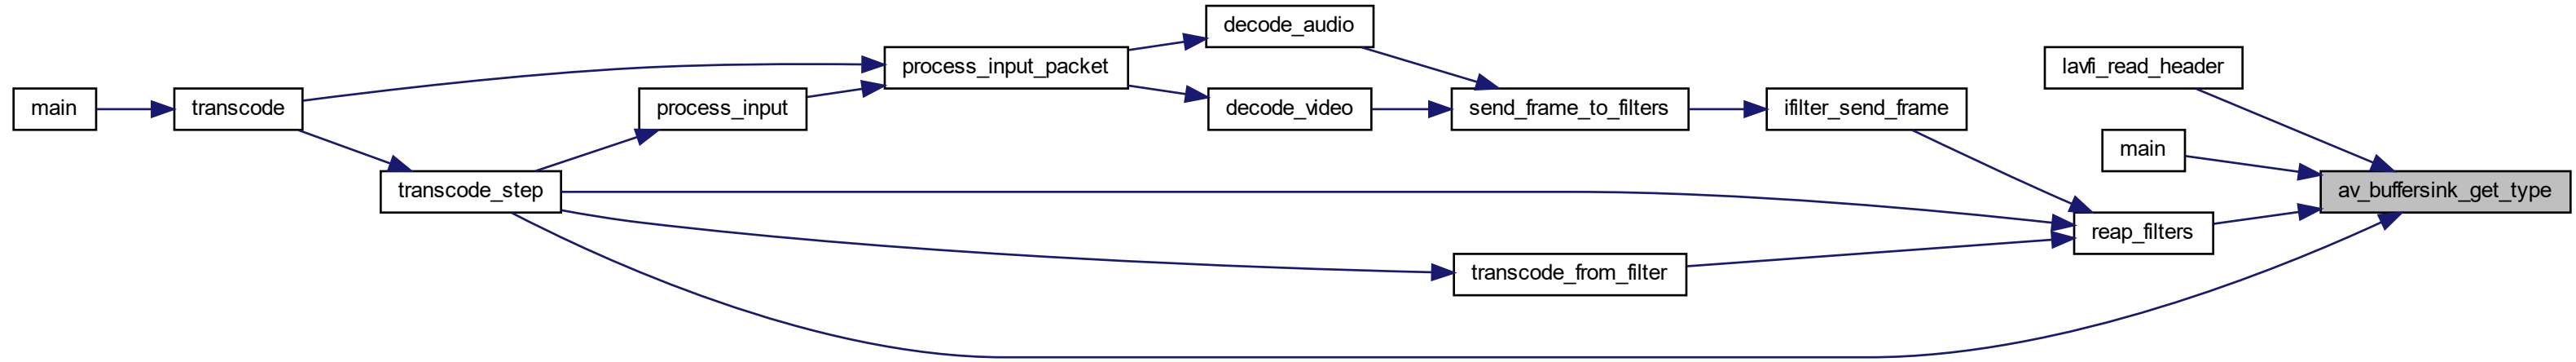 decode_audio
process_input_packet
lavfi_read_header
main
transcode
process_input
decode_video
send_frame_to_filters
ifilter_send_frame
main
transcode_step
av_buffersink_get_type
reap_filters
transcode_from_filter